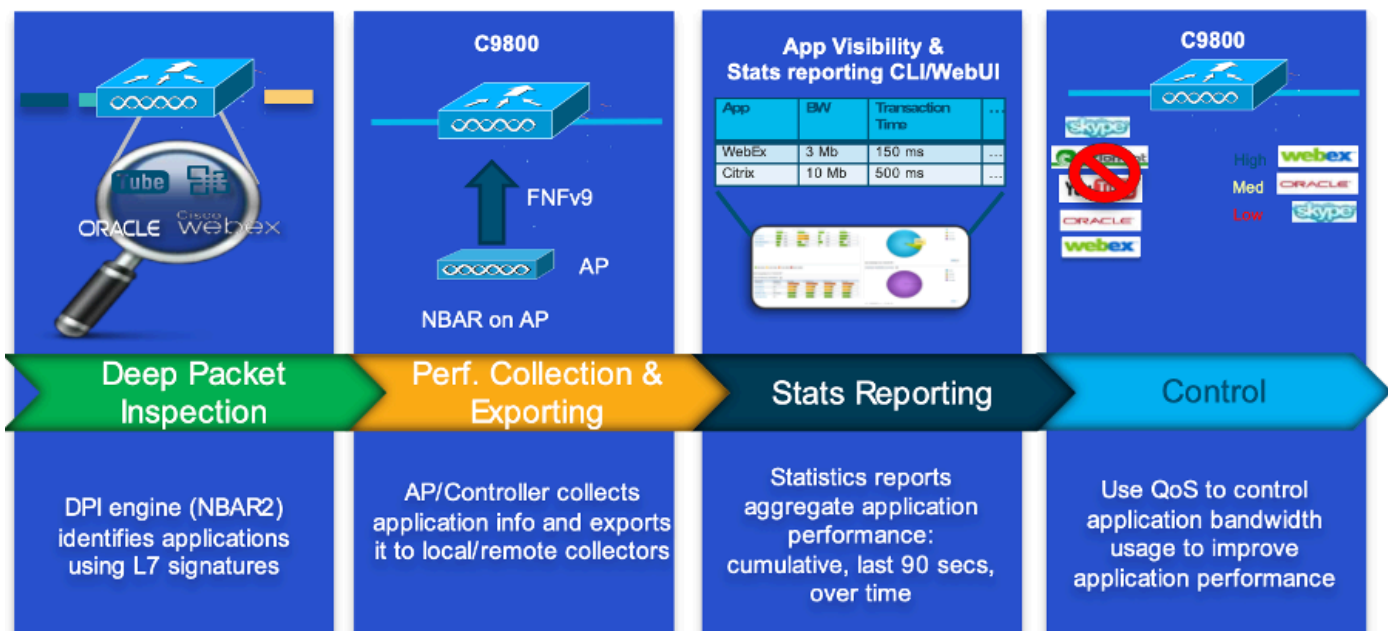 Tube
ORACLE
Cisco
webex
Deep Packet
Inspection
DPI engine (NBAR2)
identifies applications
using L7 signatures
C9800
FNFv9
AP
NBAR on AP
Perf. Collection &
Exporting
AP/Controller collects
application info and exports
it to local/remote collectors
App Visibility &
Stats reporting CLI/WebUI
App BW Transaction Time ...
WebEx 3 Mb 150 ms ...
Citrix 10 Mb 500 ms ...
Stats Reporting
Statistics reports
aggregate application
performance:
cumulative, last 90 secs,
over time
C9800
skype
ORACLE
webex
High webex
Med ORACLE
Low skype
Control
Use QoS to control
application bandwidth
usage to improve
application performance